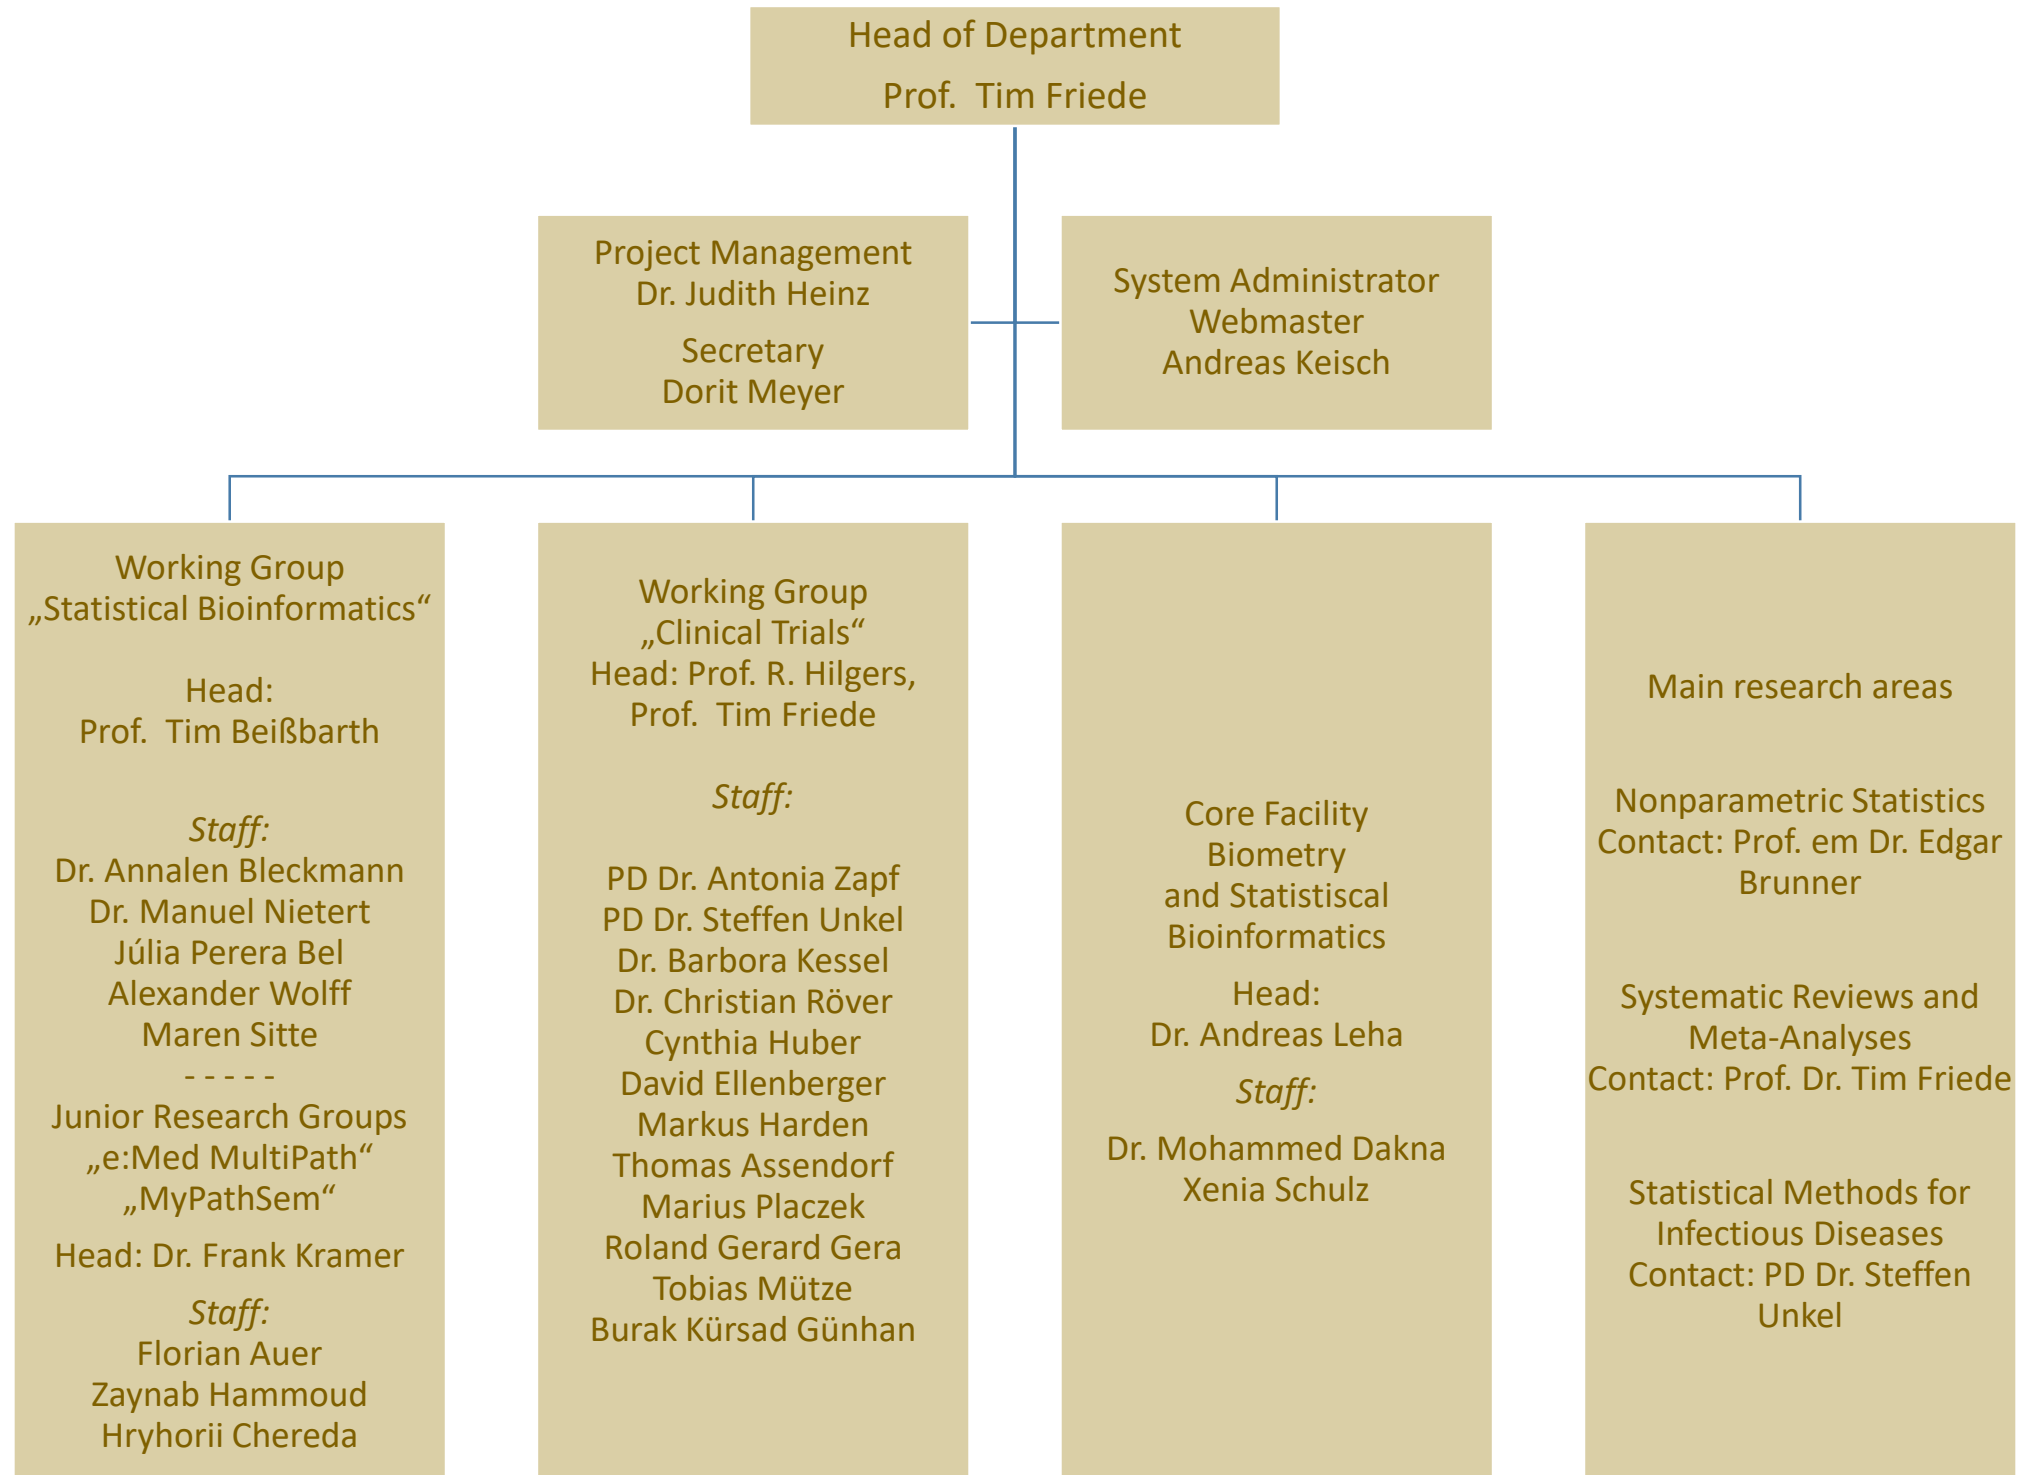 Head of Department
Prof. Tim Friede
Project Management
Dr. Judith Heinz
Secretary
Dorit Meyer
System Administrator
Webmaster
Andreas Keisch
Working Group
„Statistical Bioinformatics“
Head:
Prof. Tim Beißbarth
Staff:
Dr. Annalen Bleckmann
Dr. Manuel Nietert
Júlia Perera Bel
Alexander Wolff
Maren Sitte
- - - - -
Junior Research Groups
„e:Med MultiPath“
„MyPathSem“
Head: Dr. Frank Kramer
Staff:
Florian Auer
Zaynab Hammoud
Hryhorii Chereda
Working Group
„Clinical Trials“
Head: Prof. R. Hilgers,
Prof. Tim Friede
Staff:
PD Dr. Antonia Zapf
PD Dr. Steffen Unkel
Dr. Barbora Kessel
Dr. Christian Röver
Cynthia Huber
David Ellenberger
Markus Harden
Thomas Assendorf
Marius Placzek
Roland Gerard Gera
Tobias Mütze
Burak Kürsad Günhan
Core Facility
Biometry
and Statistiscal
Bioinformatics
Head:
Dr. Andreas Leha
Staff:
Dr. Mohammed Dakna
Xenia Schulz
Main research areas
Nonparametric Statistics
Contact: Prof. em Dr. Edgar
Brunner
Systematic Reviews and
Meta-Analyses
Contact: Prof. Dr. Tim Friede
Statistical Methods for
Infectious Diseases
Contact: PD Dr. Steffen
Unkel